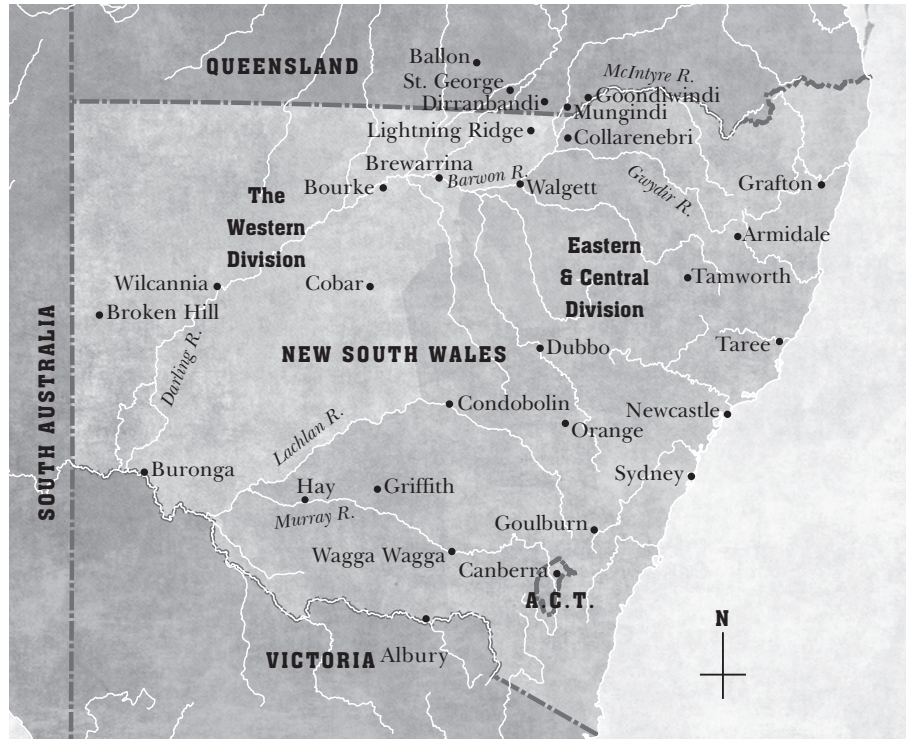 Ballon
QUEENSLAND
St. George
McIntyre R.
Dirranbandi
Goondiwindi
Mungindi
Lightning Ridge
Collarenebri
Brewarrina
Barwon R.
Bourke
Walgett
Gwydir R.
Grafton
The
Western
Division
Armidale
Eastern
& Central
Division
Wilcannia
Cobar
Tamworth
Broken Hill
SOUTH AUSTRALIA
Darling R.
NEW SOUTH WALES
Dubbo
Taree
Condobolin
Newcastle
Orange
Lachlan R.
Buronga
Sydney
Hay
Griffith
Murray R.
Goulburn
Wagga Wagga
Canberra
A.C.T.
N
VICTORIA
Albury